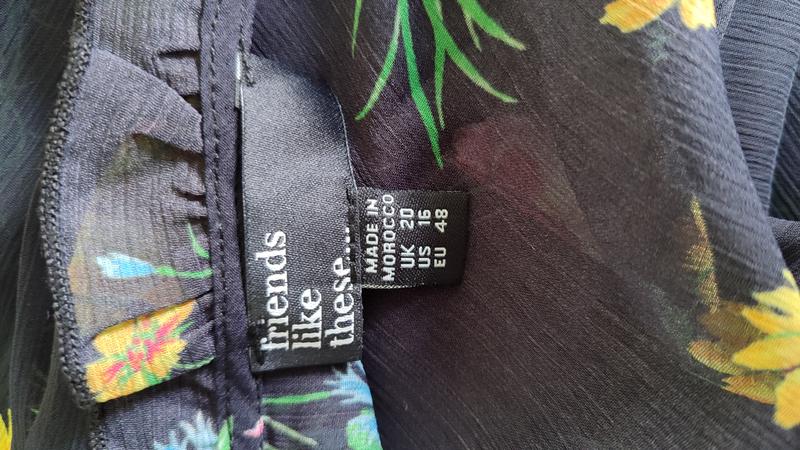 friends
like
these...
MADE IN
MOROCCO
UK 20
US 16
EU 48